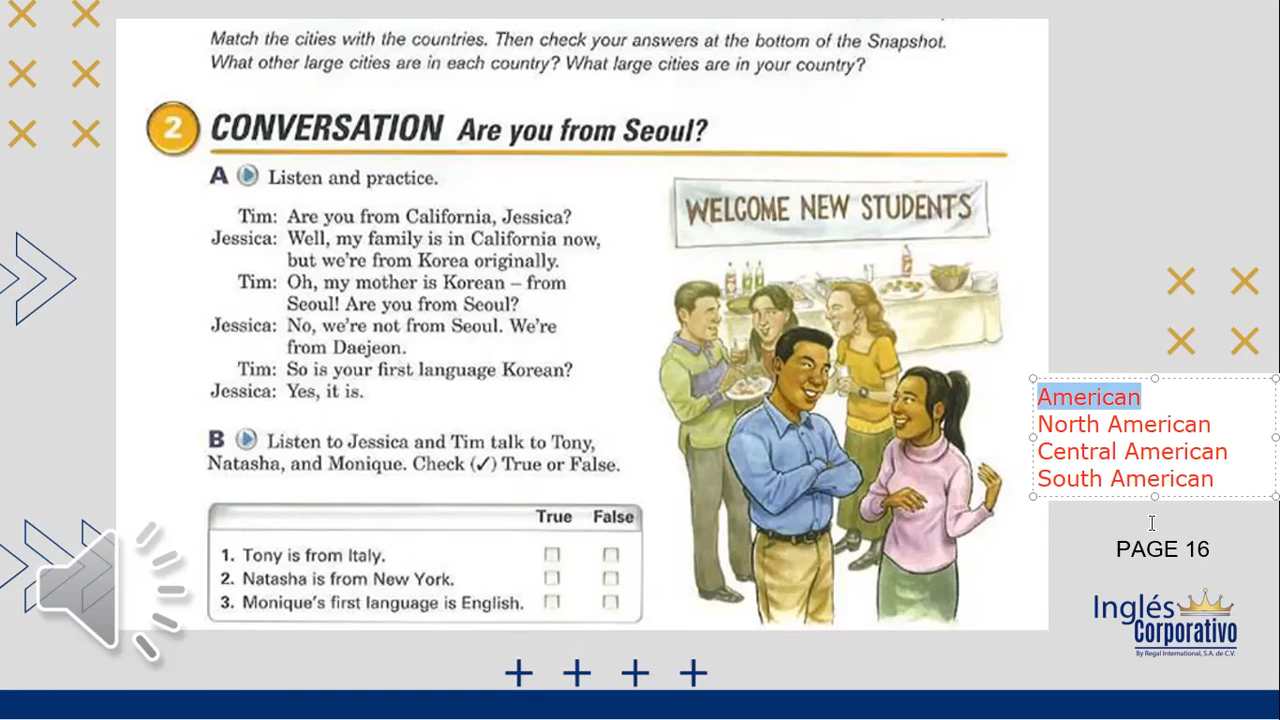 Match the cities with the countries. Then check your answers at the bottom of the Snapshot.
What other large cities are in each country? What large cities are in your country?
2 CONVERSATION Are you from Seoul?
A Listen and practice.
Tim: Are you from California, Jessica?
Jessica: Well, my family is in California now,
but we're from Korea originally.
Tim: Oh, my mother is Korean – from
Seoul! Are you from Seoul?
Jessica: No, we're not from Seoul. We're
from Daejeon.
Tim: So is your first language Korean?
Jessica: Yes, it is.
B Listen to Jessica and Tim talk to Tony,
Natasha, and Monique. Check (✓) True or False.
True False
1. Tony is from Italy.
2. Natasha is from New York.
3. Monique's first language is English.
WELCOME NEW STUDENTS
American
North American
Central American
South American
PAGE 16
Inglés
Corporativo
By Regal International, S.A. de C.V.